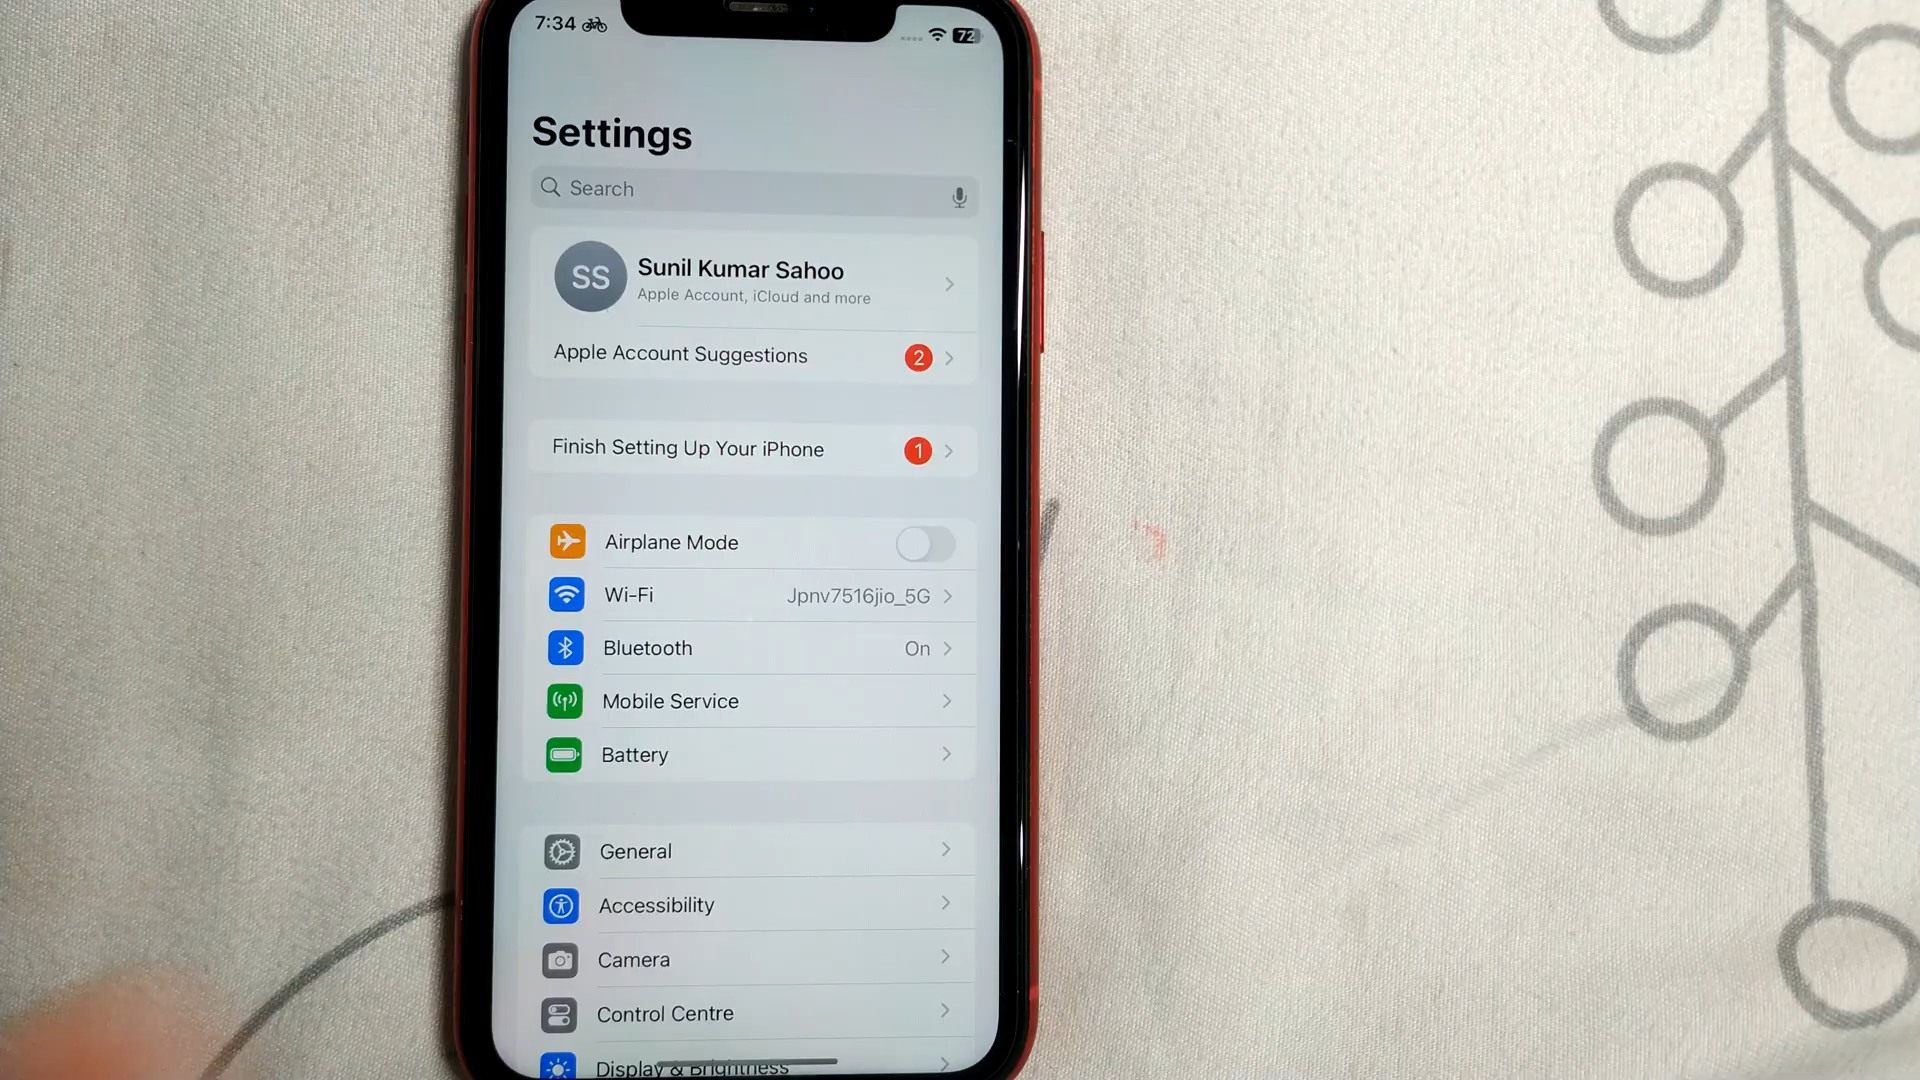 7:34
72
Settings
Search
SS
Sunil Kumar Sahoo
Apple Account, iCloud and more
Apple Account Suggestions 2
Finish Setting Up Your iPhone 1
Airplane Mode
Wi-Fi Jpnv7516jio_5G
Bluetooth On
Mobile Service
Battery
General
Accessibility
Camera
Control Centre
Display & Brightness